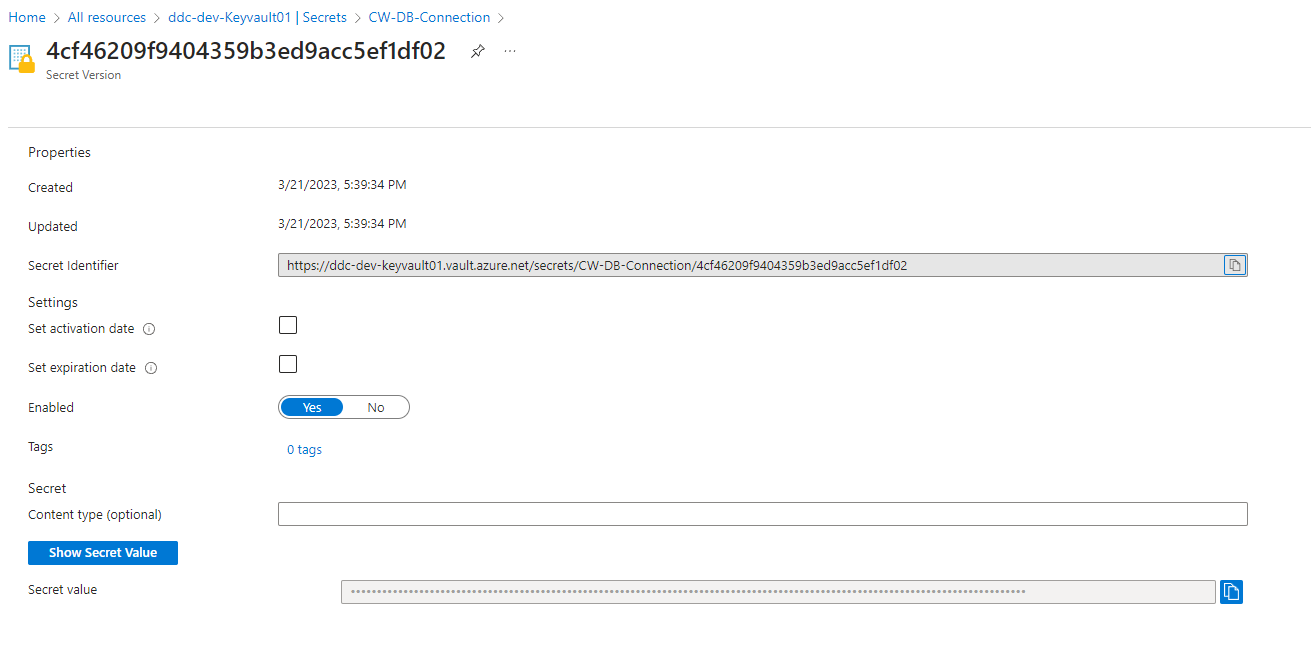 Home > All resources > ddc-dev-Keyvault01 | Secrets > CW-DB-Connection >
4cf46209f9404359b3ed9acc5ef1df02 ...
Secret Version
Properties
Created 3/21/2023, 5:39:34 PM
Updated 3/21/2023, 5:39:34 PM
Secret Identifier https://ddc-dev-keyvault01.vault.azure.net/secrets/CW-DB-Connection/4cf46209f9404359b3ed9acc5ef1df02
Settings
Set activation date
Set expiration date
Enabled Yes No
Tags 0 tags
Secret
Content type (optional)
Show Secret Value
Secret value